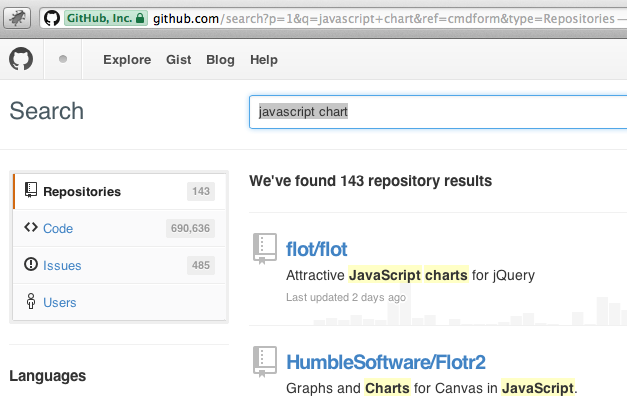 GitHub, Inc. github.com/search?p=1&q=javascript+chart&ref=cmdform&type=Repositories —
Explore Gist Blog Help
Search
javascript chart
Repositories 143
Code 690,636
Issues 485
Users
Languages
We've found 143 repository results
flot/flot
Attractive JavaScript charts for jQuery
Last updated 2 days ago
HumbleSoftware/Flotr2
Graphs and Charts for Canvas in JavaScript.